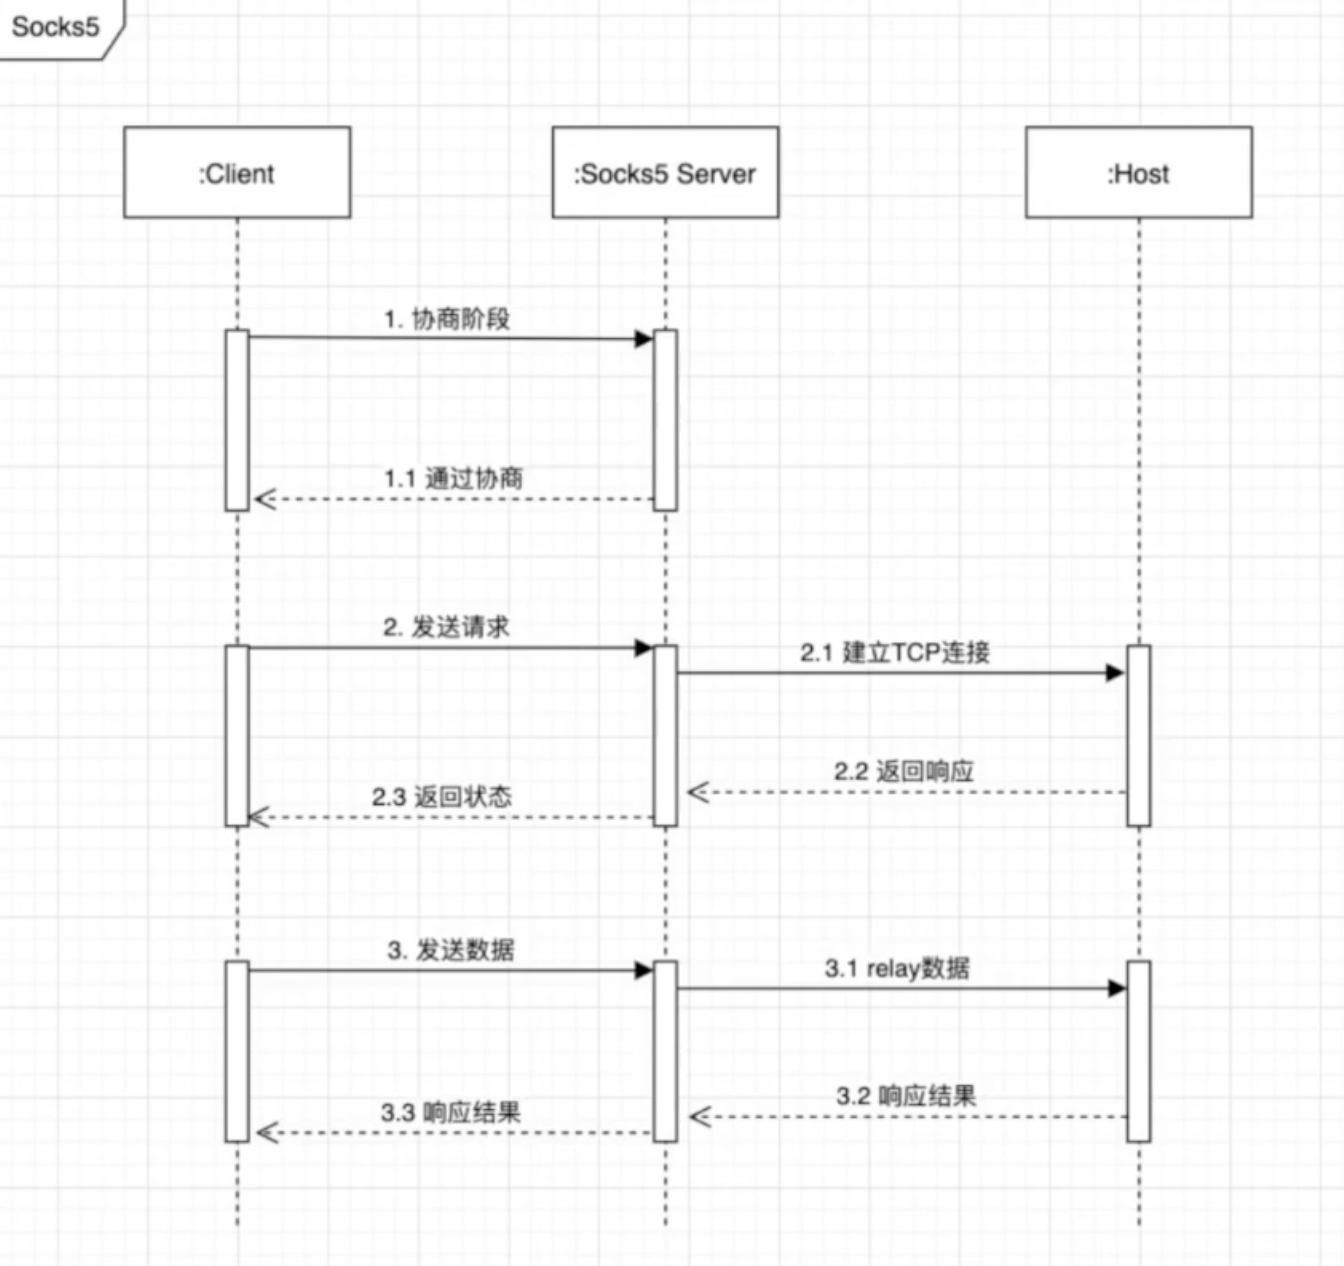 Socks5
:Client
:Socks5 Server
:Host
1. 协商阶段
1.1 通过协商
2. 发送请求
2.1 建立TCP连接
2.2 返回响应
2.3 返回状态
3. 发送数据
3.1 relay数据
3.2 响应结果
3.3 响应结果